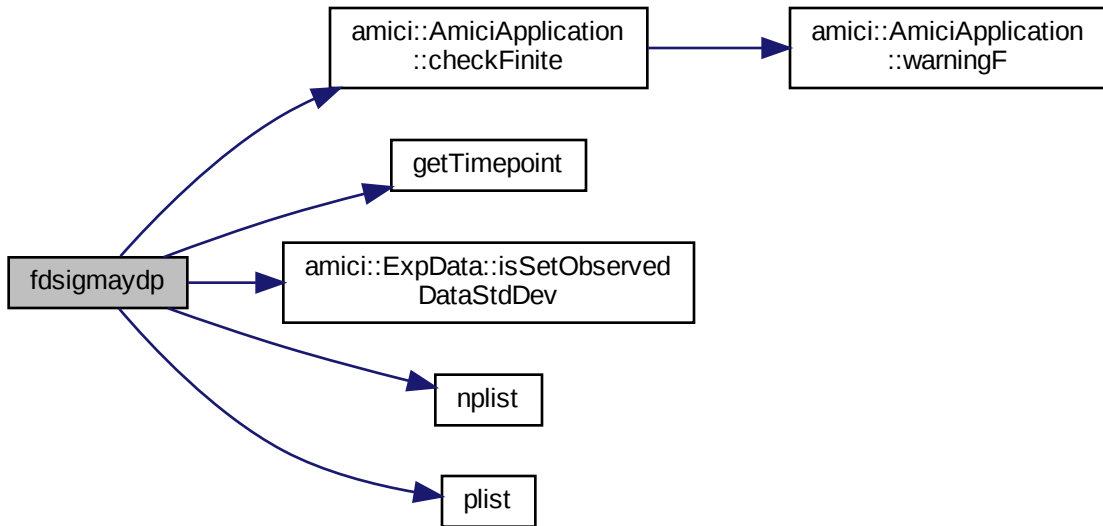 amici::AmiciApplication
::checkFinite
amici::AmiciApplication
::warningF
getTimepoint
fdsigmaydp
amici::ExpData::isSetObserved
DataStdDev
nplist
plist